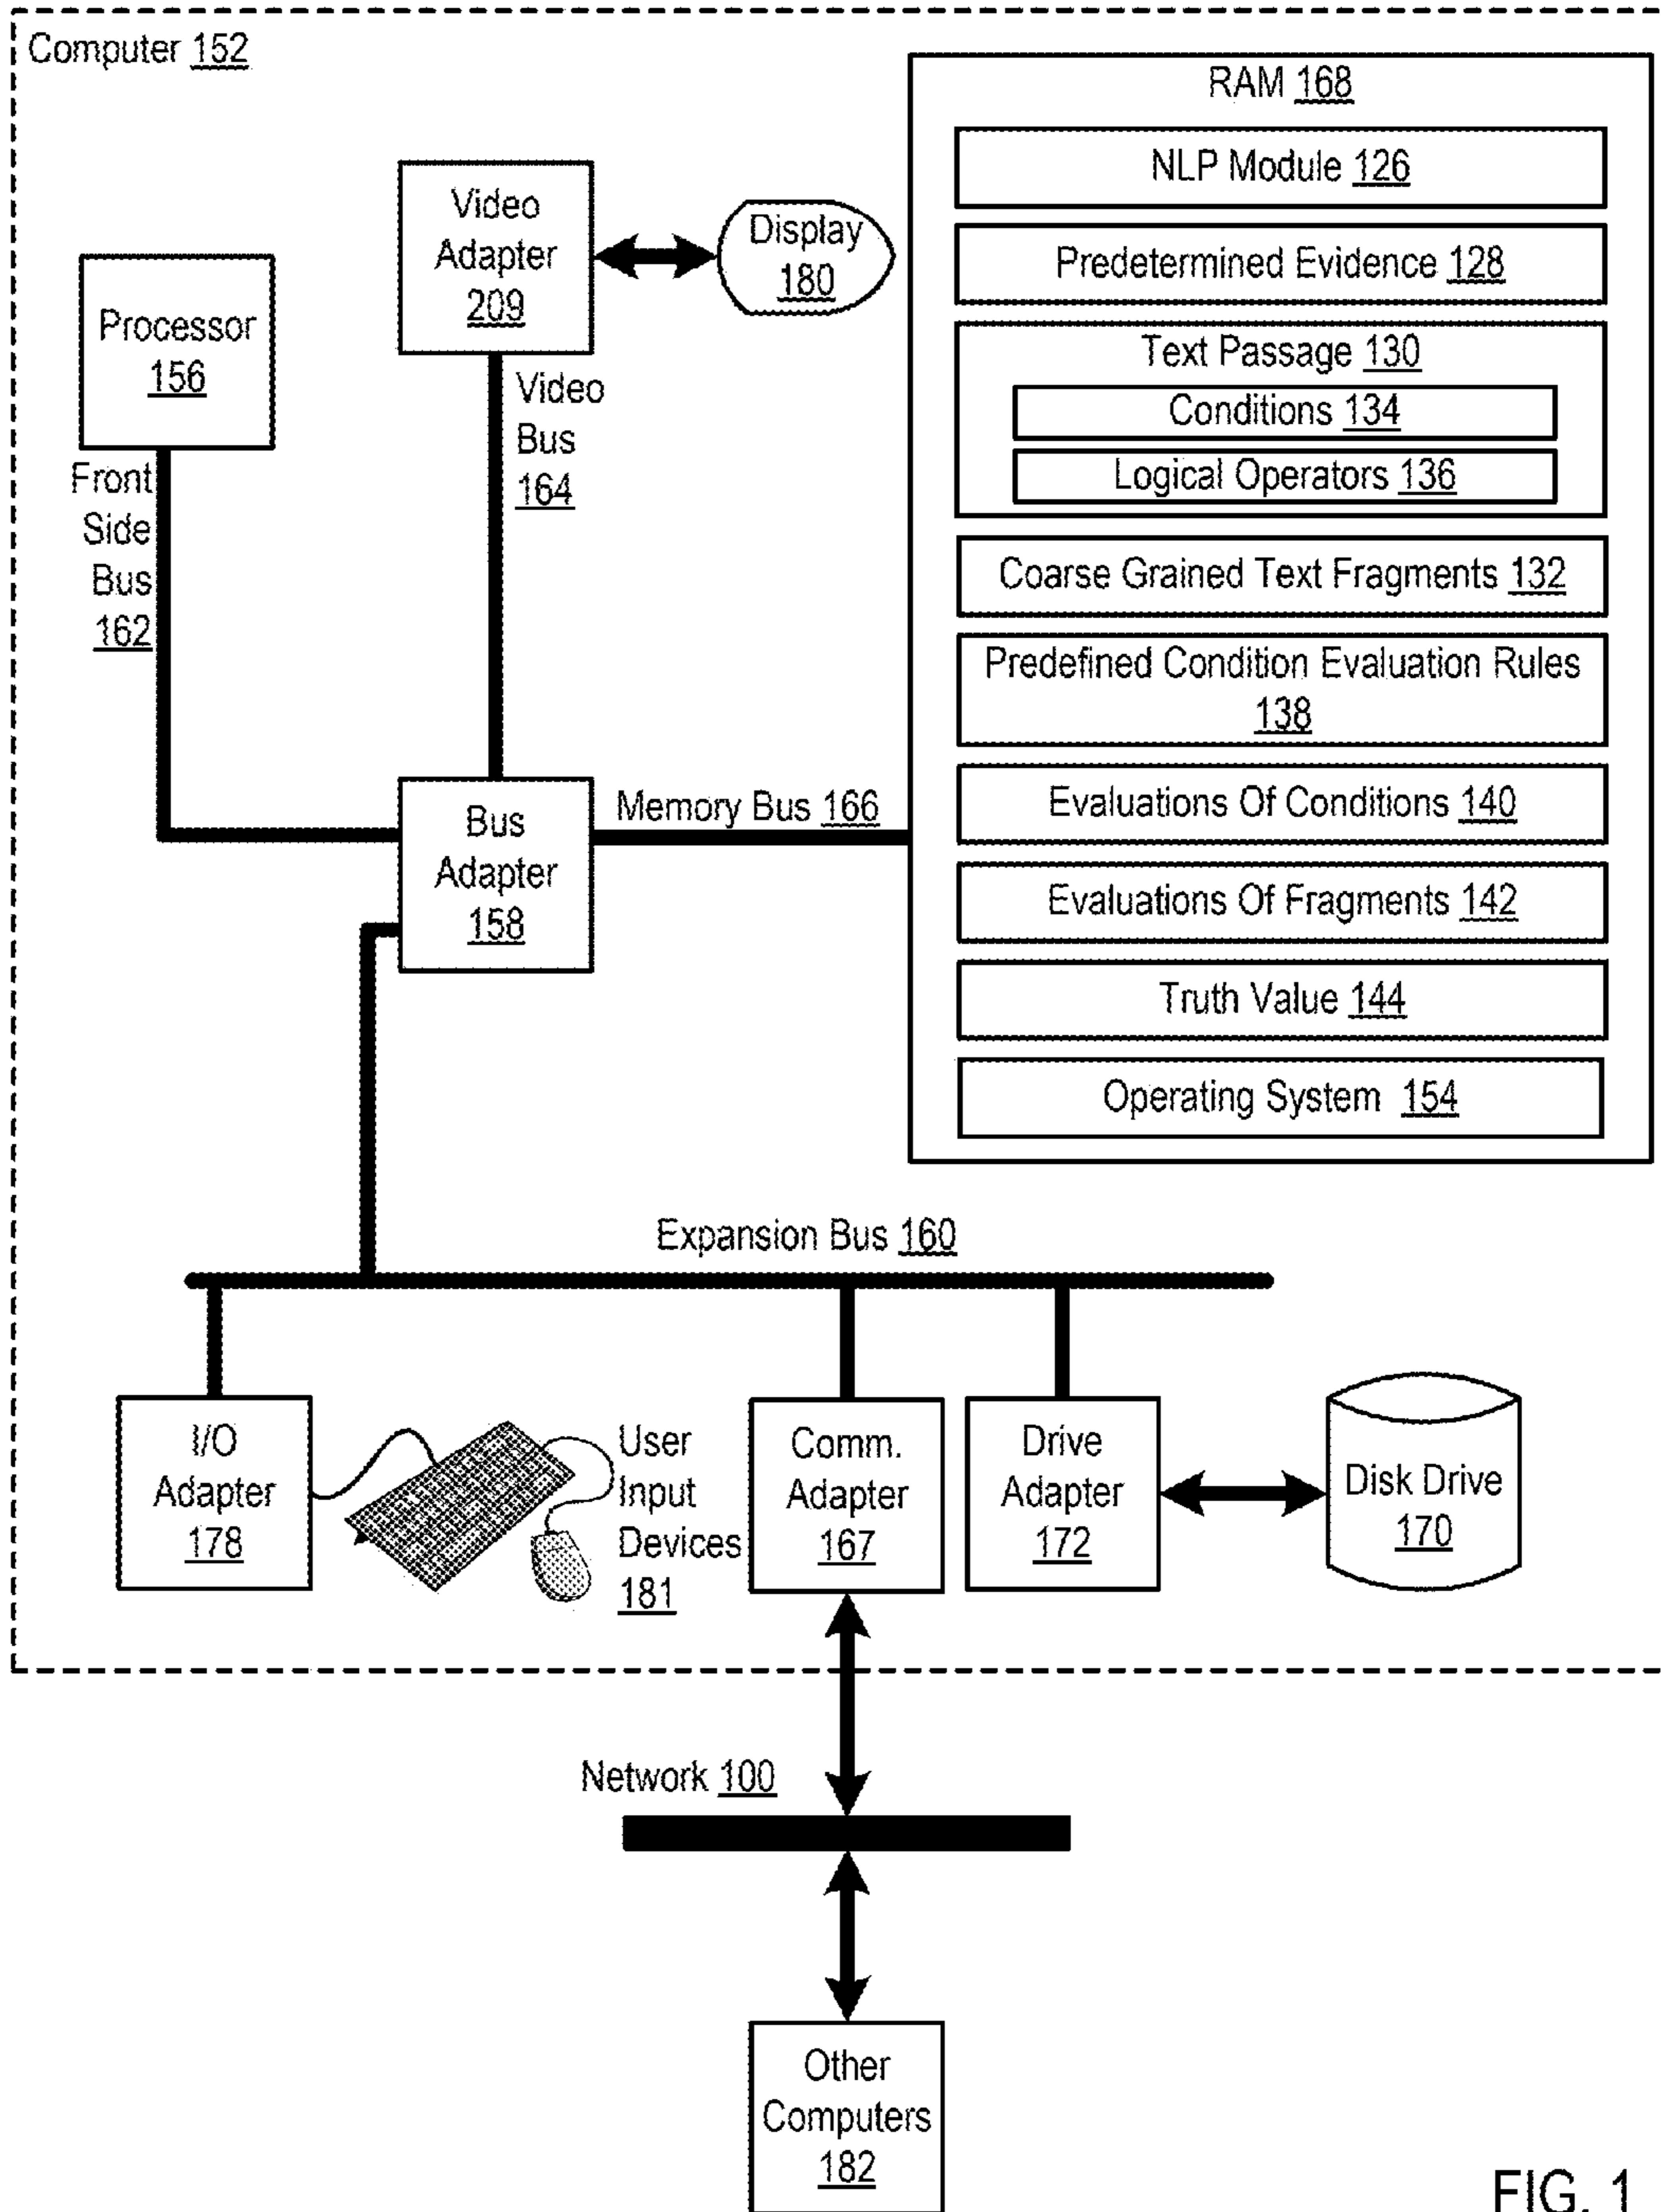 Computer 152
RAM 168
NLP Module 126
Predetermined Evidence 128
Text Passage 130
Conditions 134
Logical Operators 136
Coarse Grained Text Fragments 132
Predefined Condition Evaluation Rules
138
Evaluations Of Conditions 140
Evaluations Of Fragments 142
Truth Value 144
Operating System 154
Video
Adapter
209
Display
180
Processor
156
Video
Bus
164
Front
Side
Bus
162
Bus
Adapter
158
Memory Bus 166
Expansion Bus 160
I/O
Adapter
178
User
Input
Devices
181
Comm.
Adapter
167
Drive
Adapter
172
Disk Drive
170
Network 100
Other
Computers
182
FIG. 1